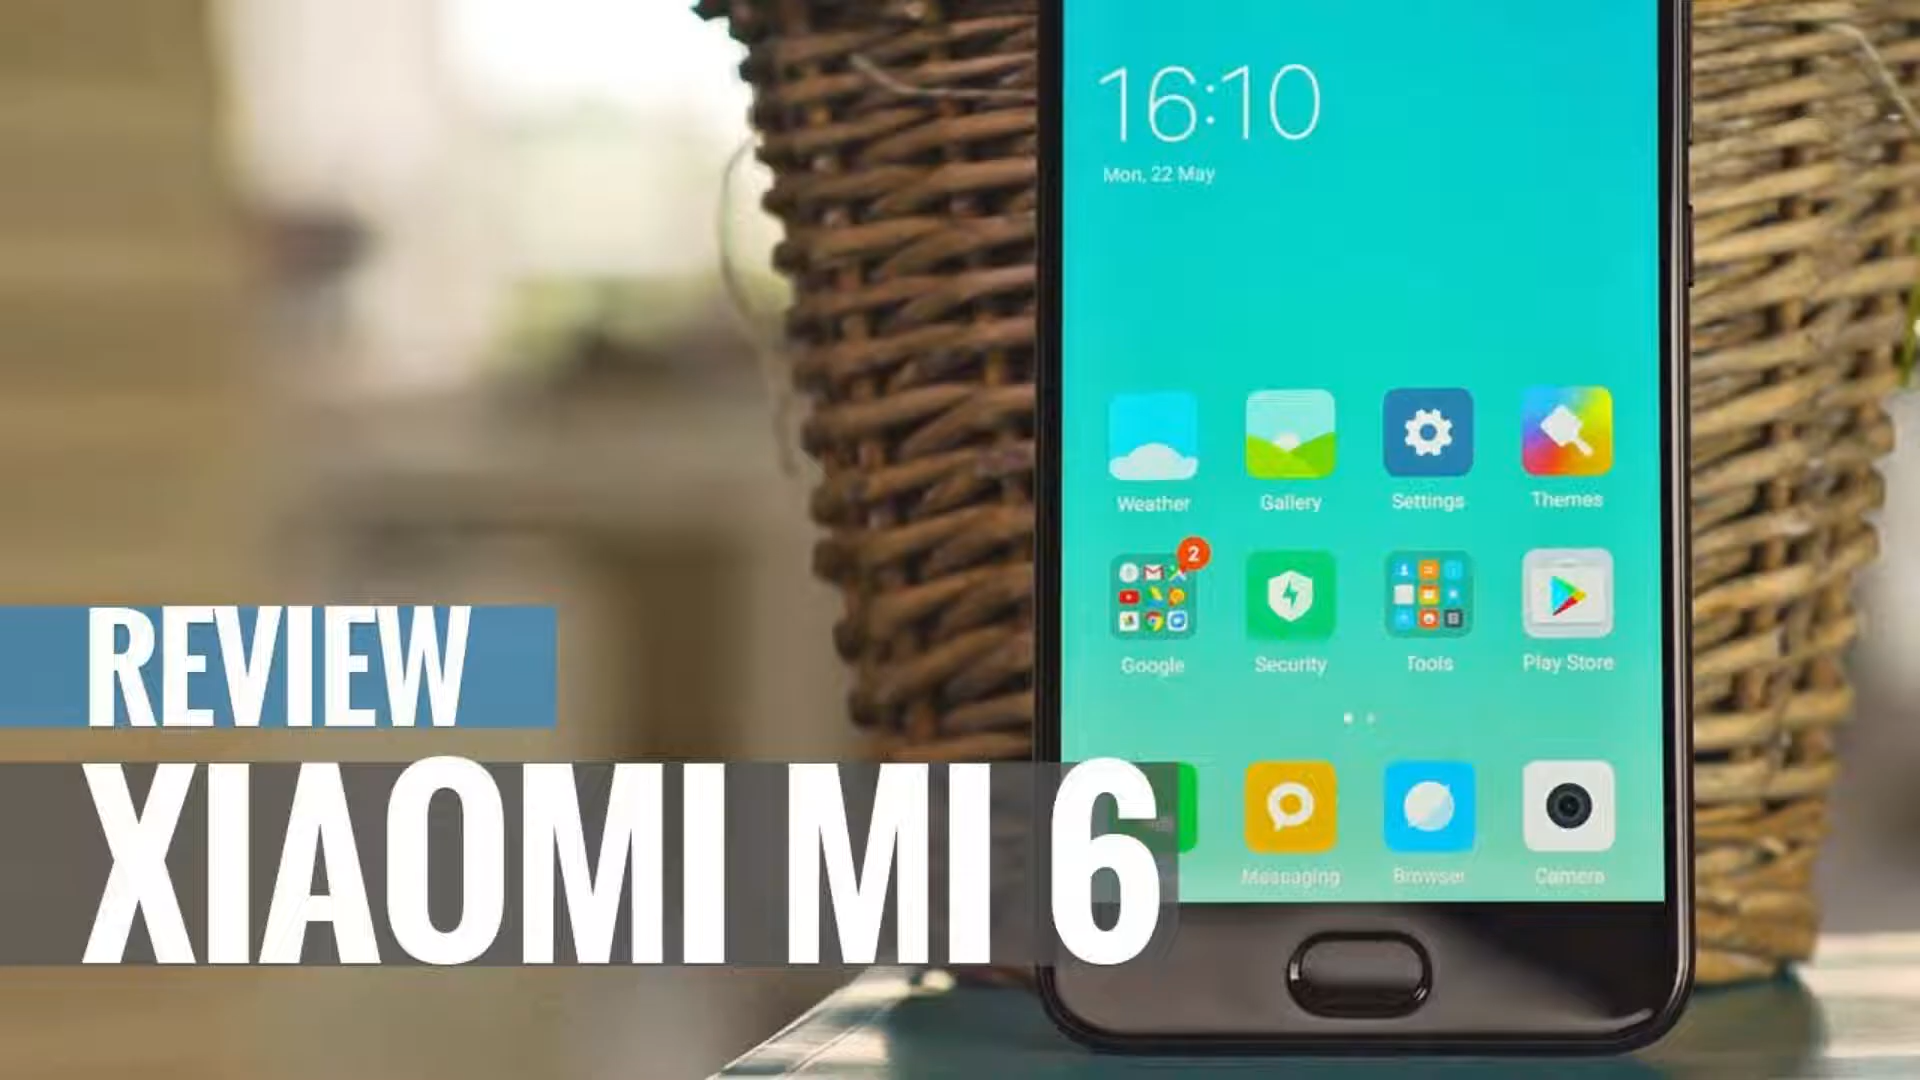 16:10
Mon, 22 May
Weather Gallery Settings Themes
2
Google Security Tools Play Store
Messaging Browser Camera
REVIEW
XIAOMI MI 6